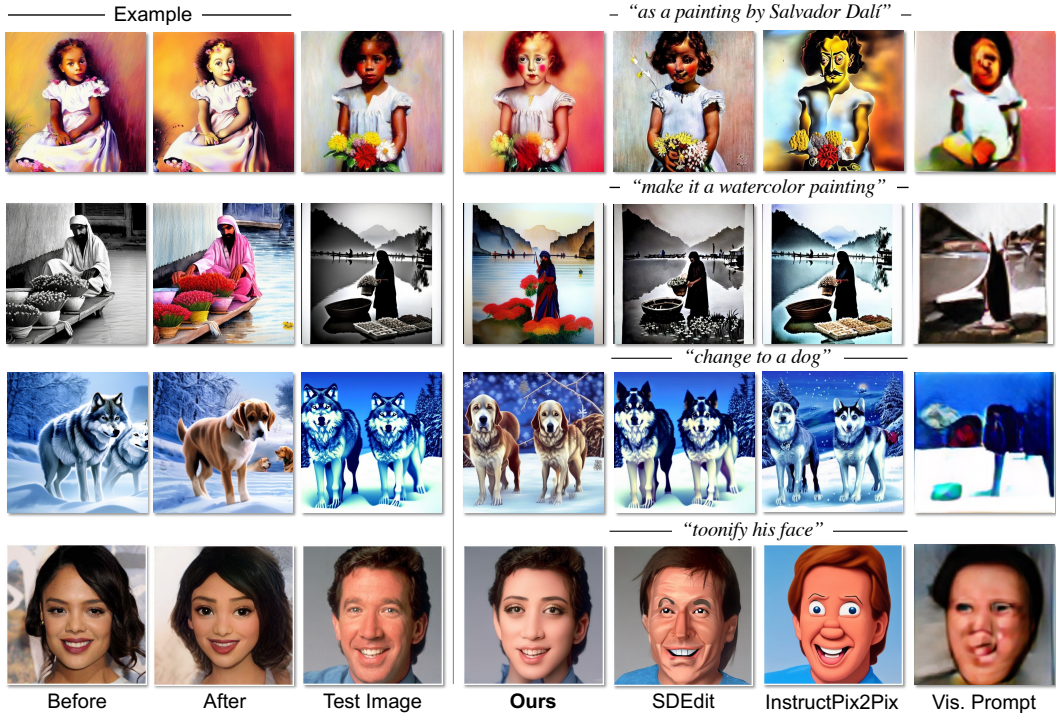 Example
“as a painting by Salvador Dalí”
“make it a watercolor painting”
“change to a dog”
“toonify his face”
Before After Test Image Ours SDEdit InstructPix2Pix Vis. Prompt